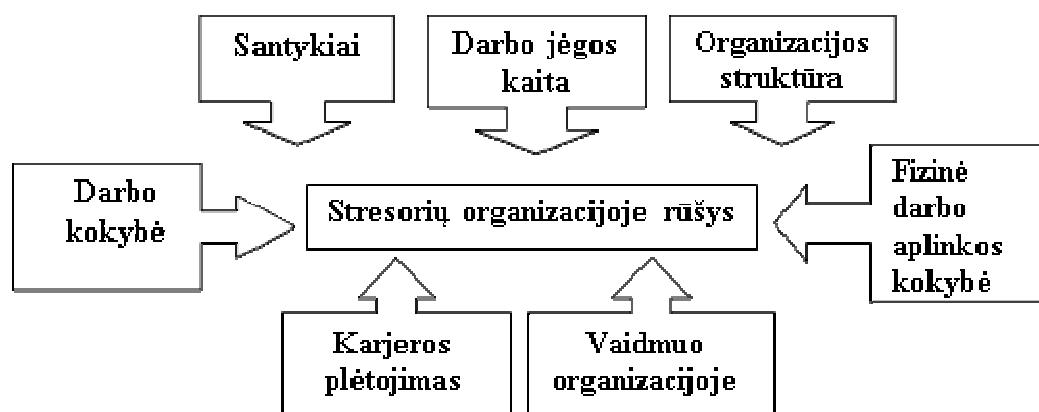 Santykiai
Darbo jėgos
kaita
Organizacijos
struktūra
Darbo
kokybė
Stresorių organizacijoje rūšys
Fizinė
darbo
aplinkos
kokybė
Karjeros
plėtojimas
Vaidmuo
organizacijoje